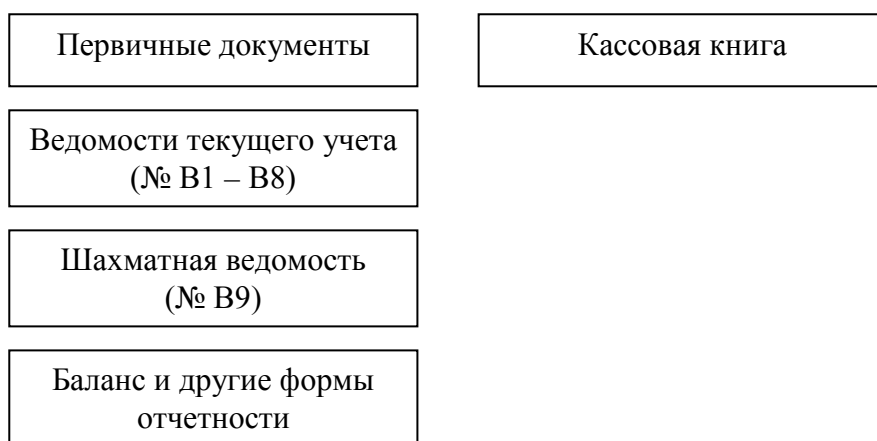 Первичные документы
Кассовая книга
Ведомости текущего учета
(№ В1 – В8)
Шахматная ведомость
(№ В9)
Баланс и другие формы
отчетности